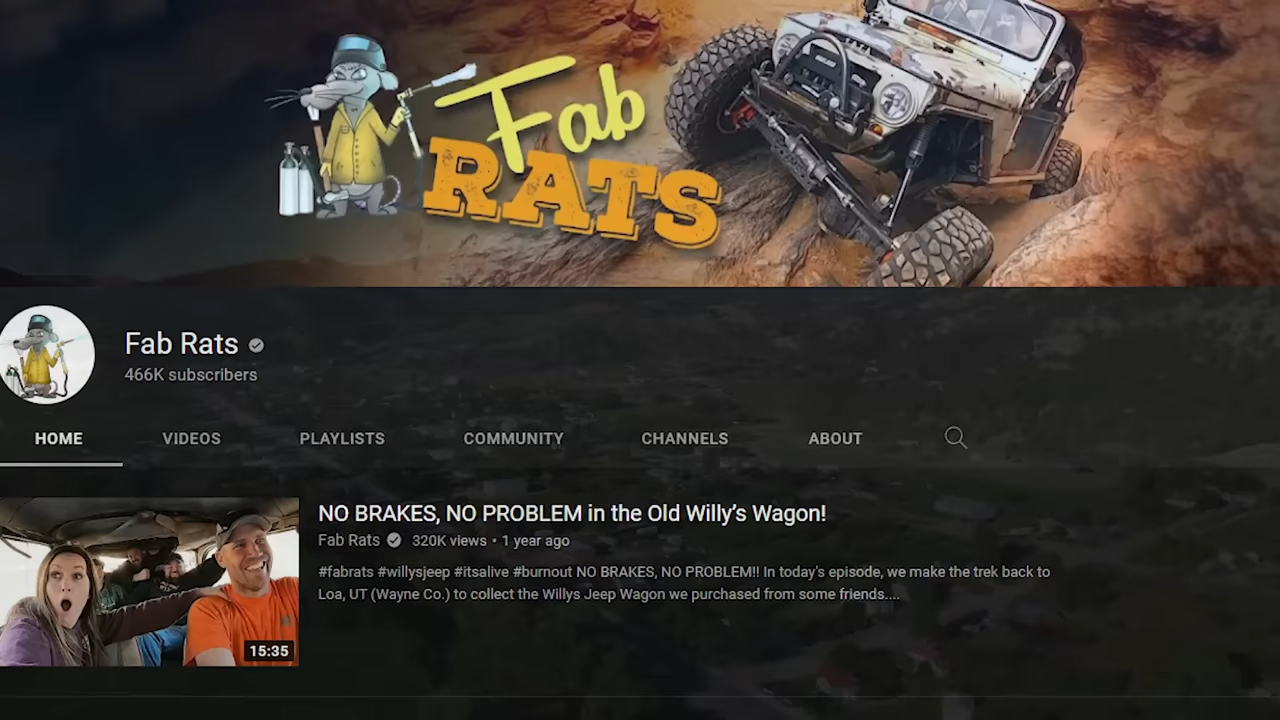 Fab
RATS
Fab Rats
466K subscribers
HOME VIDEOS PLAYLISTS COMMUNITY CHANNELS ABOUT
NO BRAKES, NO PROBLEM in the Old Willy's Wagon!
Fab Rats 320K views • 1 year ago
#fabrats #willysjeep #itsalive #burnout NO BRAKES, NO PROBLEM!! In today's episode, we make the trek back to
Loa, UT (Wayne Co.) to collect the Willys Jeep Wagon we purchased from some friends....
15:35